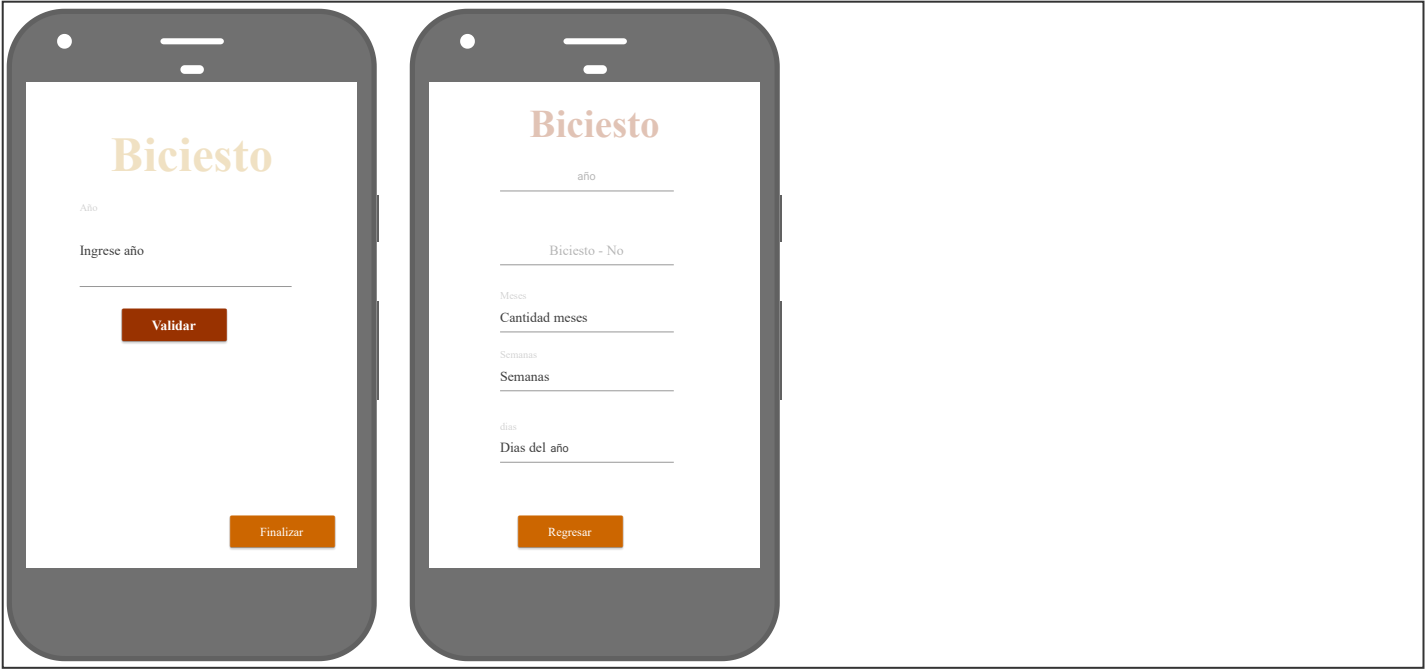 Biciesto
Año
Ingrese año
Validar
Finalizar
Biciesto
año
Biciesto - No
Meses
Cantidad meses
Semanas
Semanas
dias
Dias del año
Regresar